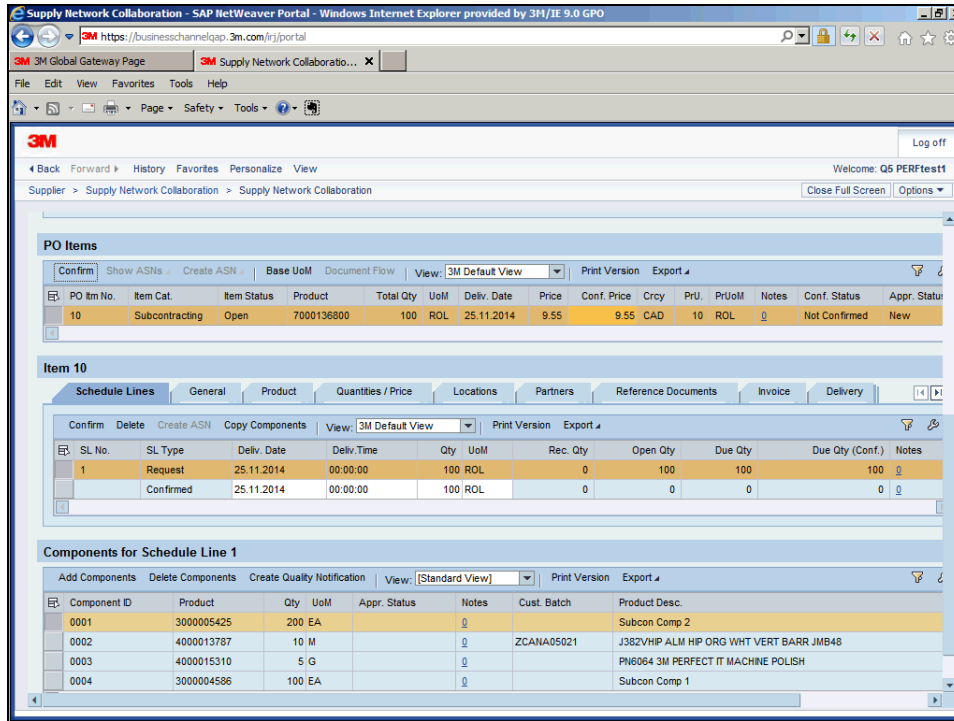 Supply Network Collaboration - SAP NetWeaver Portal - Windows Internet Explorer provided by 3M/IE 9.0 GPO
3M https://businesschannelqap.3m.com/irj/portal
3M 3M Global Gateway Page 3M Supply Network Collaboratio... X
File Edit View Favorites Tools Help
Page Safety Tools
3M
Log off
Back Forward History Favorites Personalize View Welcome: Q5 PERFtest1
Supplier > Supply Network Collaboration > Supply Network Collaboration Close Full Screen Options
PO Items
Confirm Show ASNs Create ASN Base UoM Document Flow View: 3M Default View Print Version Export
PO Itm No. Item Cat. Item Status Product Total Qty UoM Deliv. Date Price Conf. Price Crcy PrU. PrUoM Notes Conf. Status Appr. Status
10 Subcontracting Open 7000136800 100 ROL 25.11.2014 9.55 9.55 CAD 10 ROL 0 Not Confirmed New
Item 10
Schedule Lines General Product Quantities / Price Locations Partners Reference Documents Invoice Delivery
Confirm Delete Create ASN Copy Components View: 3M Default View Print Version Export
SL No. SL Type Deliv. Date Deliv.Time Qty UoM Rec. Qty Open Qty Due Qty Due Qty (Conf.) Notes
1 Request 25.11.2014 00:00:00 100 ROL 0 100 100 100 0
Confirmed 25.11.2014 00:00:00 100 ROL 0 0 0 0 0
Components for Schedule Line 1
Add Components Delete Components Create Quality Notification View: [Standard View] Print Version Export
Component ID Product Qty UoM Appr. Status Notes Cust. Batch Product Desc.
0001 3000005425 200 EA 0 Subcon Comp 2
0002 4000013787 10 M 0 ZCANA05021 J382VHIP ALM HIP ORG WHT VERT BARR JMB48
0003 4000015310 5 G 0 PN6064 3M PERFECT IT MACHINE POLISH
0004 3000004586 100 EA 0 Subcon Comp 1